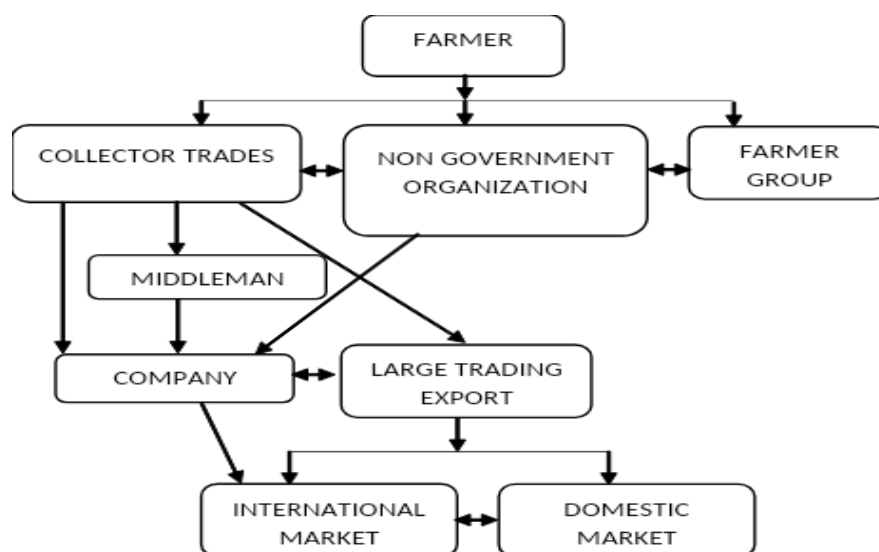 FARMER
COLLECTOR TRADES
NON GOVERNMENT
ORGANIZATION
FARMER
GROUP
MIDDLEMAN
COMPANY
LARGE TRADING
EXPORT
INTERNATIONAL
MARKET
DOMESTIC
MARKET